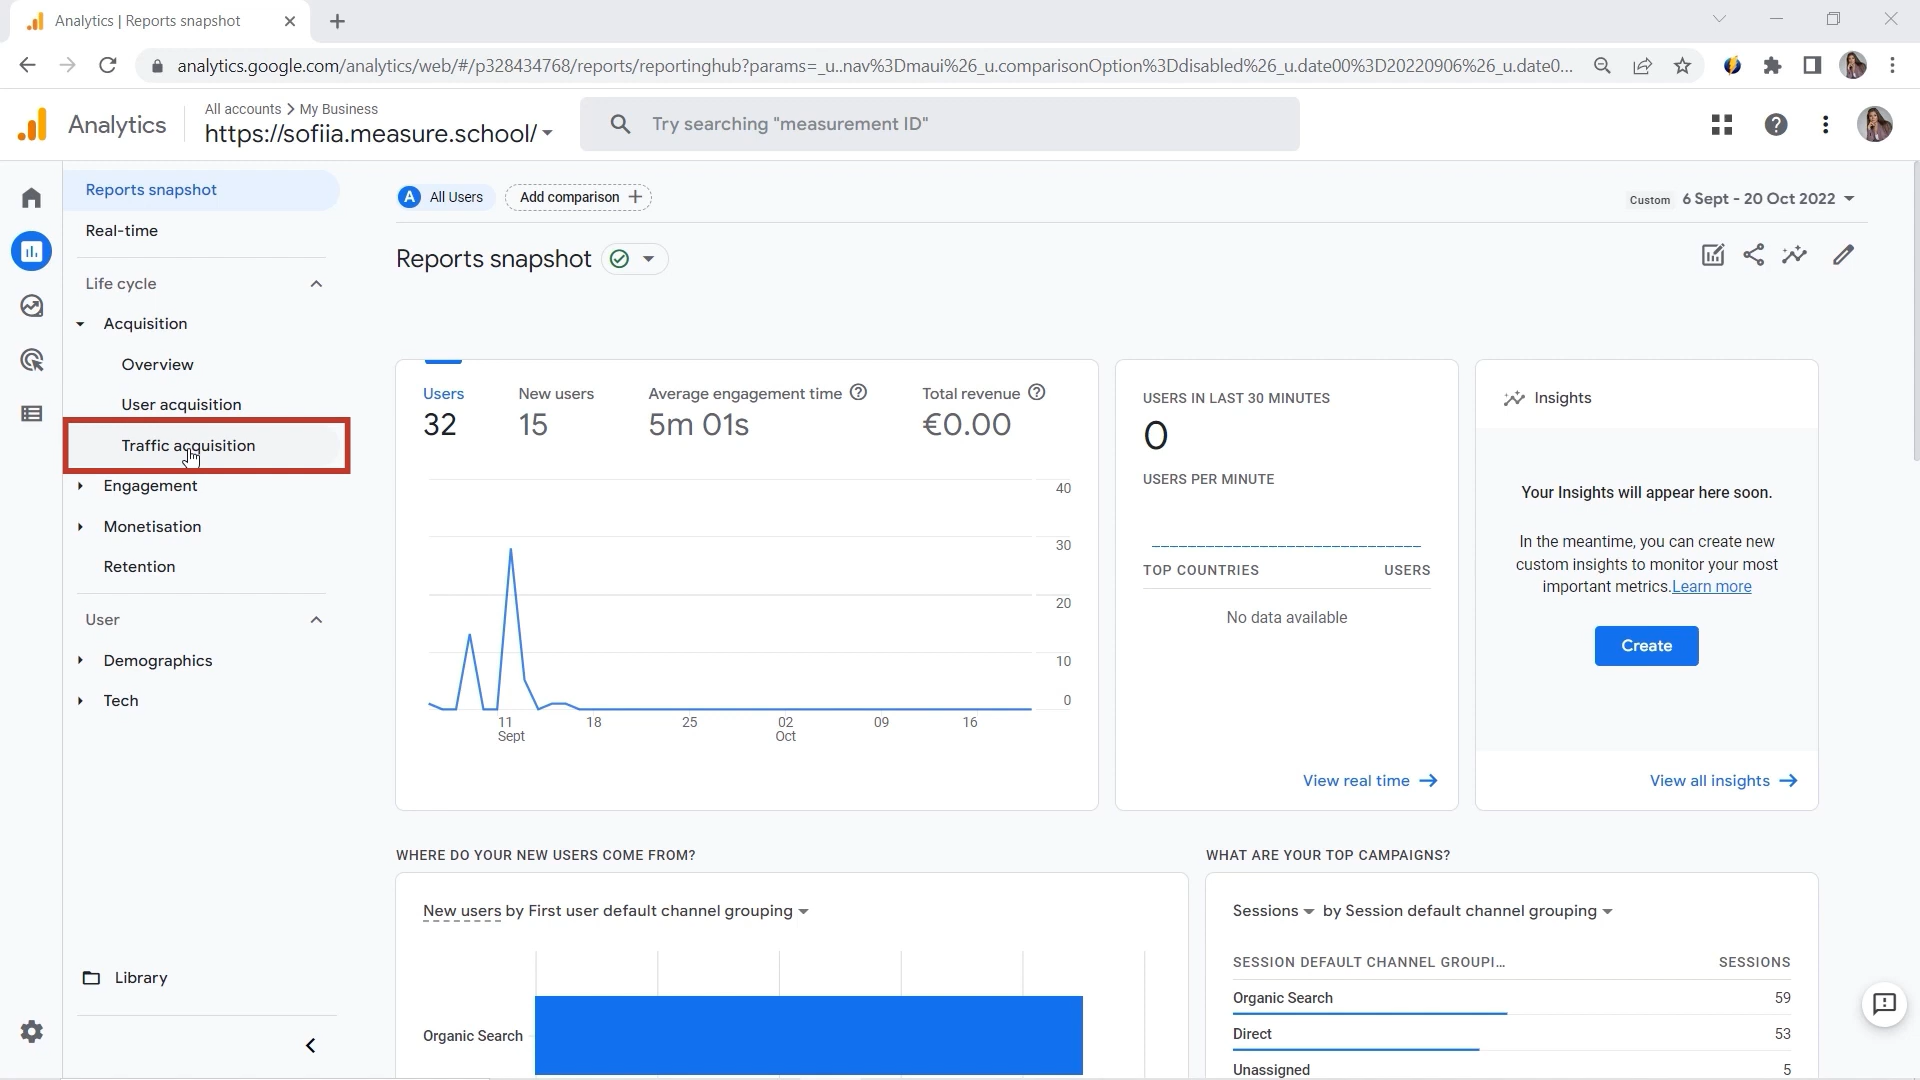 Analytics | Reports snapshot
analytics.google.com/analytics/web/#/p328434768/reports/reportinghub?params=_u..nav%3Dmaui%26_u.comparisonOption%3Ddisabled%26_u.date00%3D20220906%26_u.date0...
Analytics
All accounts > My Business
https://sofiia.measure.school/
Try searching "measurement ID"
Reports snapshot
Real-time
Life cycle
Acquisition
Overview
User acquisition
Traffic acquisition
Engagement
Monetisation
Retention
User
Demographics
Tech
Library
A All Users
Add comparison +
Custom 6 Sept - 20 Oct 2022
Reports snapshot
Users
32
New users
15
Average engagement time
5m 01s
Total revenue
€0.00
40
30
20
10
0
11 18 25 02 09 16
Sept Oct
USERS IN LAST 30 MINUTES
0
USERS PER MINUTE
TOP COUNTRIES USERS
No data available
View real time
Insights
Your Insights will appear here soon.
In the meantime, you can create new
custom insights to monitor your most
important metrics.Learn more
Create
View all insights
WHERE DO YOUR NEW USERS COME FROM?
New users by First user default channel grouping
Organic Search
WHAT ARE YOUR TOP CAMPAIGNS?
Sessions by Session default channel grouping
SESSION DEFAULT CHANNEL GROUPI... SESSIONS
Organic Search 59
Direct 53
Unassigned 5